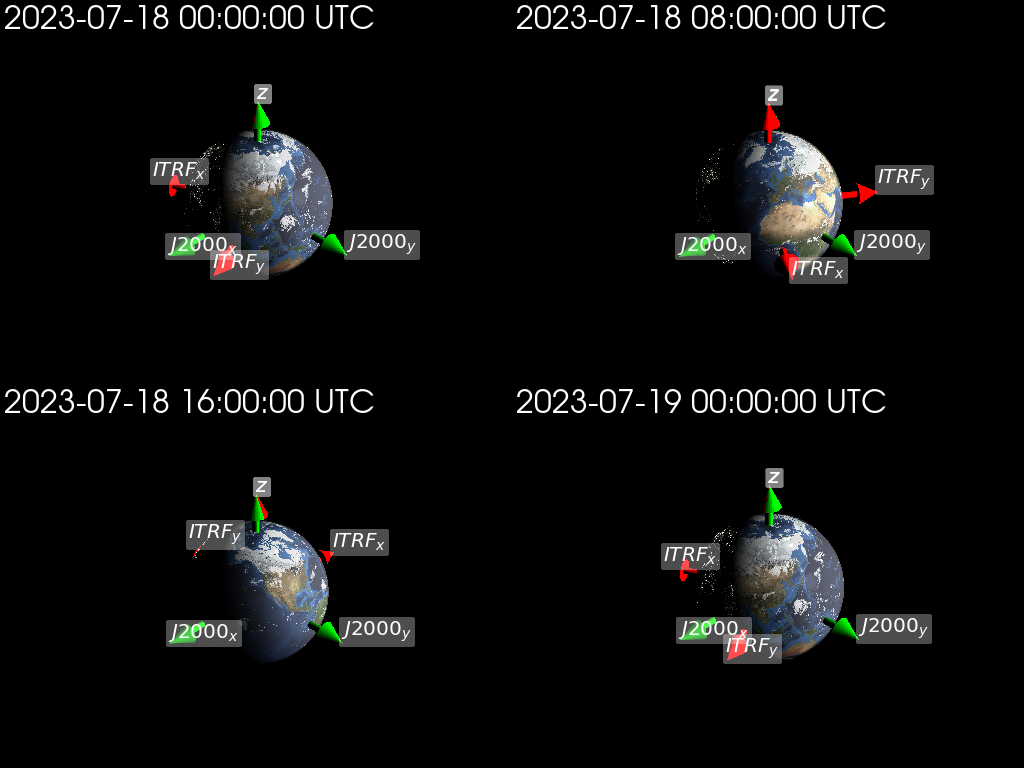 2023-07-18 00:00:00 UTC
z
ITRFx
J2000x
J2000y
ITRFy
2023-07-18 08:00:00 UTC
z
ITRFy
J2000x
J2000y
ITRFx
2023-07-18 16:00:00 UTC
z
ITRFy
ITRFx
J2000x
J2000y
2023-07-19 00:00:00 UTC
z
ITRFx
J2000x
J2000y
ITRFy